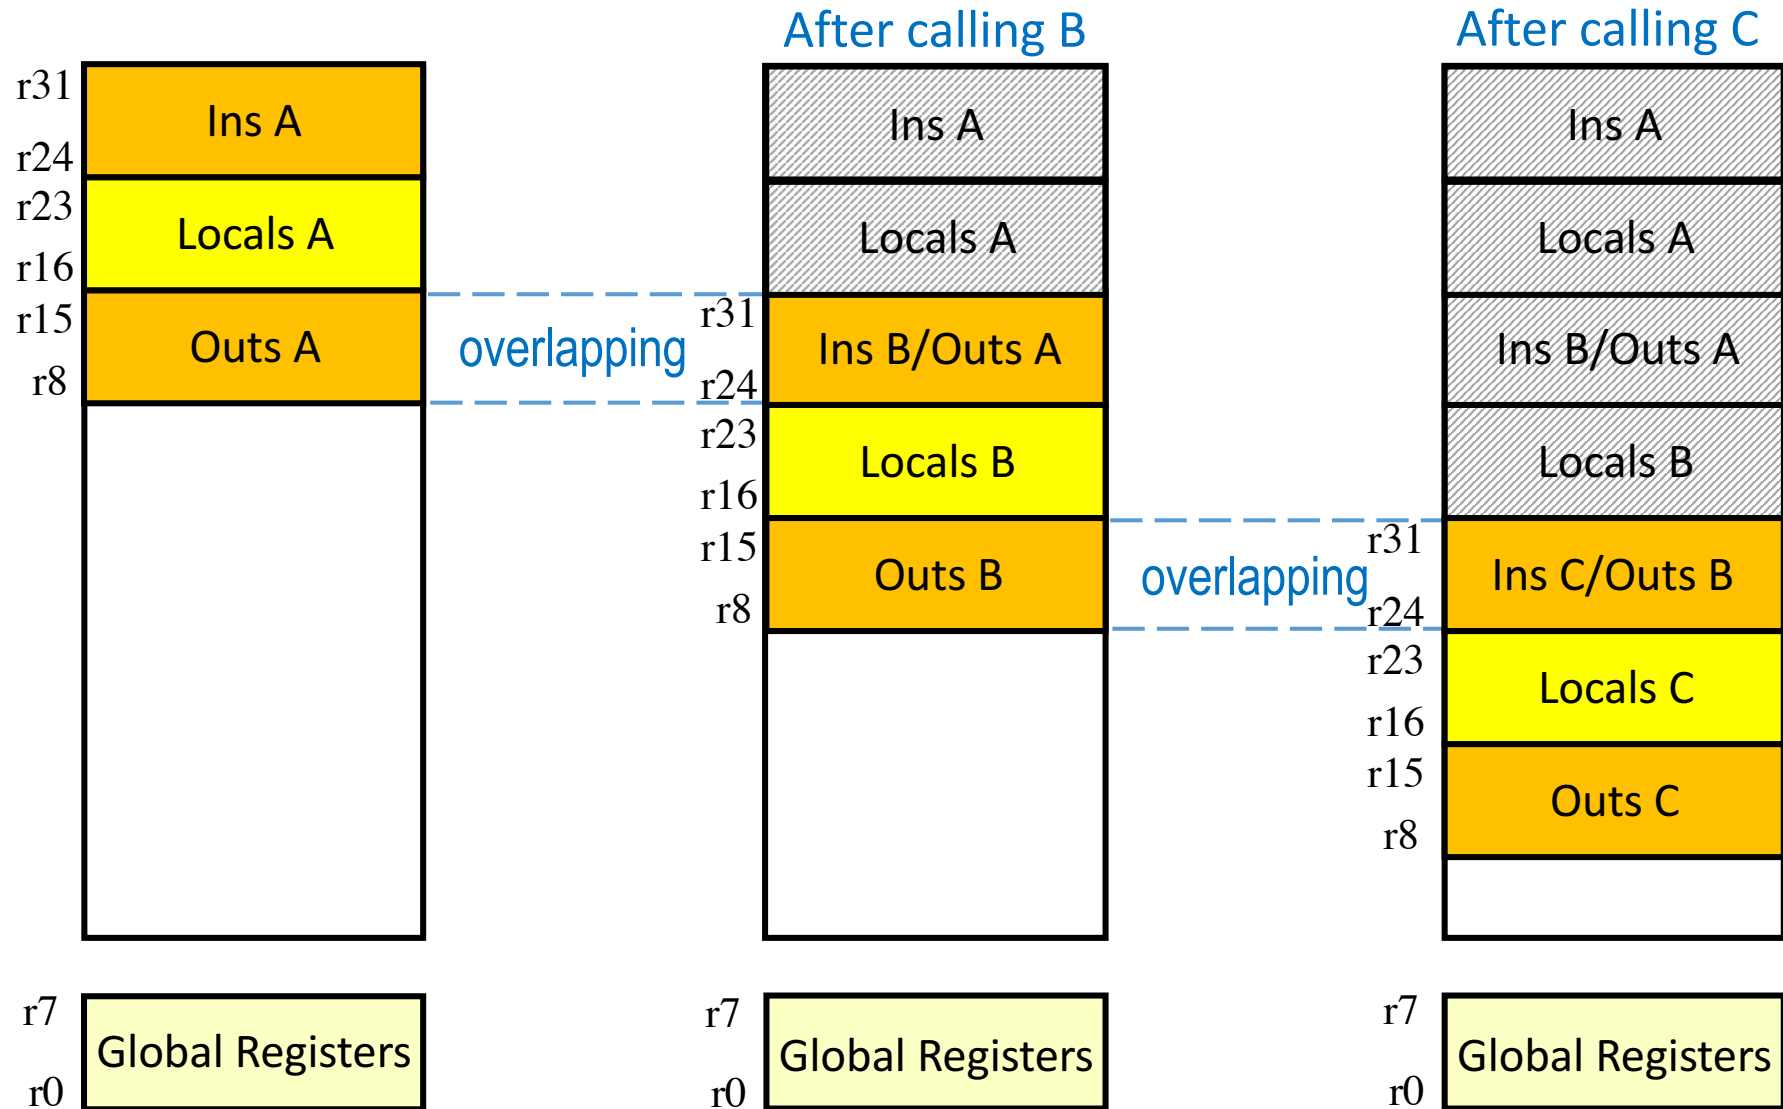 After calling B
After calling C
r31
Ins A
r24
r23
Locals A
r16
r15
Outs A
r8
overlapping
Ins A
Locals A
r31
Ins B/Outs A
r24
r23
Locals B
r16
r15
Outs B
r8
overlapping
Ins A
Locals A
Ins B/Outs A
Locals B
r31
Ins C/Outs B
r24
r23
Locals C
r16
r15
Outs C
r8
r7
Global Registers
r0
r7
Global Registers
r0
r7
Global Registers
r0